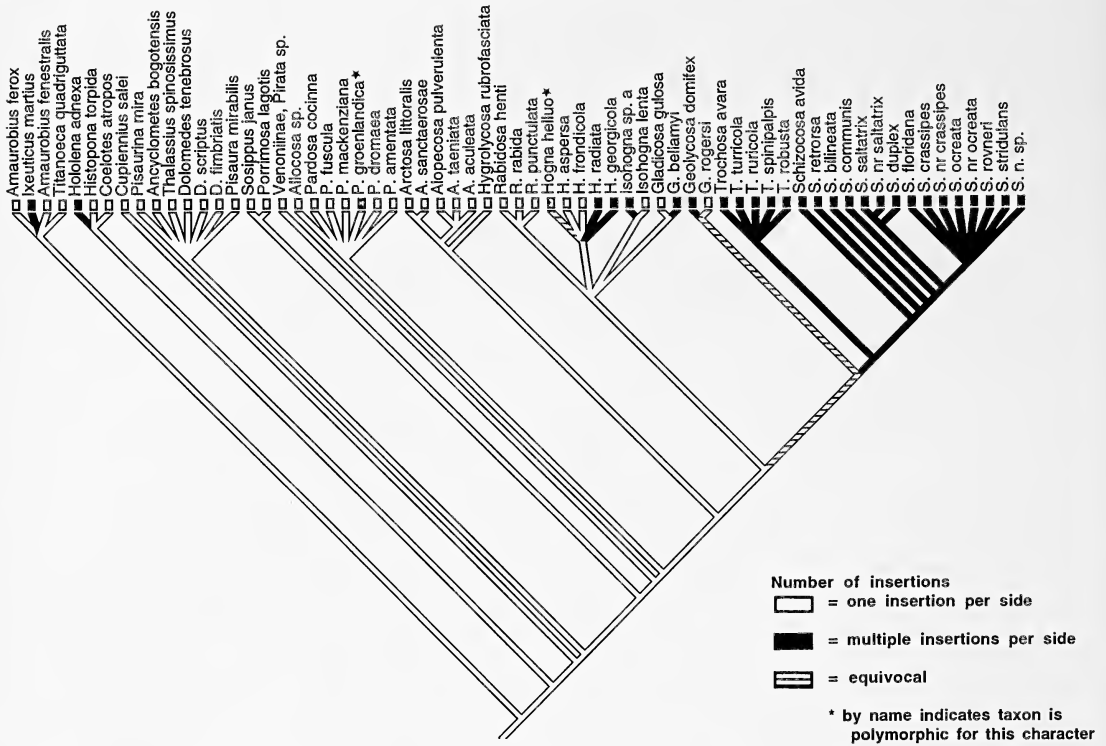 Amaurobius ferox
Ixeuticus martius
Amaurobius fenestralis
Titanoeca quadriguttata
Hololena adnexa
Histopona torpida
Coelotes atropos
Cupiennius salei
Pisaurina mira
Ancylometes bogotensis
Thalassius spinosissimus
Dolomedes tenebrosus
D. scriptus
D. fimbriatis
Pisaura mirabilis
Sosippus janus
Porrimosa lagotis
Venoniinae, Pirata sp.
Allocosa sp.
Pardosa cocinna
P. fuscula
P. mackenziana
P. groenlandica*
P. dromaea
P. amentata
Arctosa littoralis
A. sanctaerosae
Alopecosa pulverulenta
A. taeniata
A. aculeata
Hygrolycosa rubrofasciata
Rabidosa henti
R. rabida
R. punctulata
Hogna helluo*
H. aspersa
H. frondicola
H. radiata
H. georgicola
Isohogna sp. a
Isohogna lenta
Gladicosa gulosa
G. bellamyi
Geolycosa domifex
G. rogersi
Trochosa avara
T. turricola
T. ruricola
T. spinipalpis
T. robusta
Schizocosa avida
S. retrorsa
S. bilineata
S. communis
S. saltatrix
S. nr saltatrix
S. duplex
S. floridana
S. crassipes
S. nr crassipes
S. ocreata
S. nr ocreata
S. rovneri
S. stridulans
S. n. sp.
Number of insertions
= one insertion per side
= multiple insertions per side
= equivocal
* by name indicates taxon is
polymorphic for this character